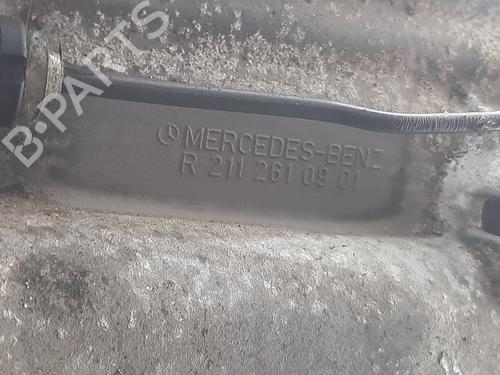 B-PARTS
MERCEDES-BENZ
R 211 261 09 01